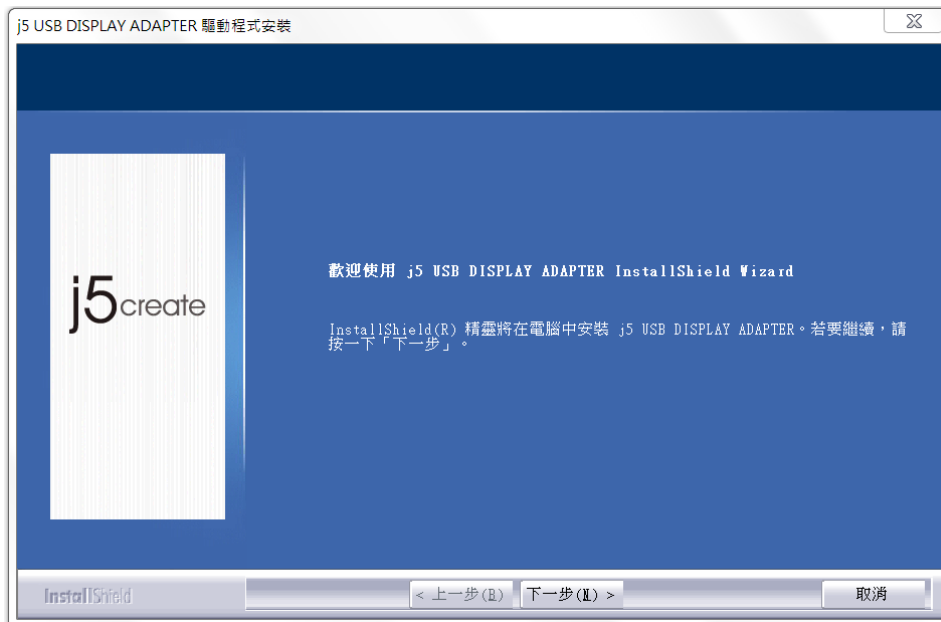 j5 USB DISPLAY ADAPTER 驅動程式安裝
j5create
歡迎使用 j5 USB DISPLAY ADAPTER InstallShield Wizard
InstallShield(R) 精靈將在電腦中安裝 j5 USB DISPLAY ADAPTER。若要繼續，請
按一下「下一步」。
InstallShield
< 上一步(B)
下一步(N) >
取消